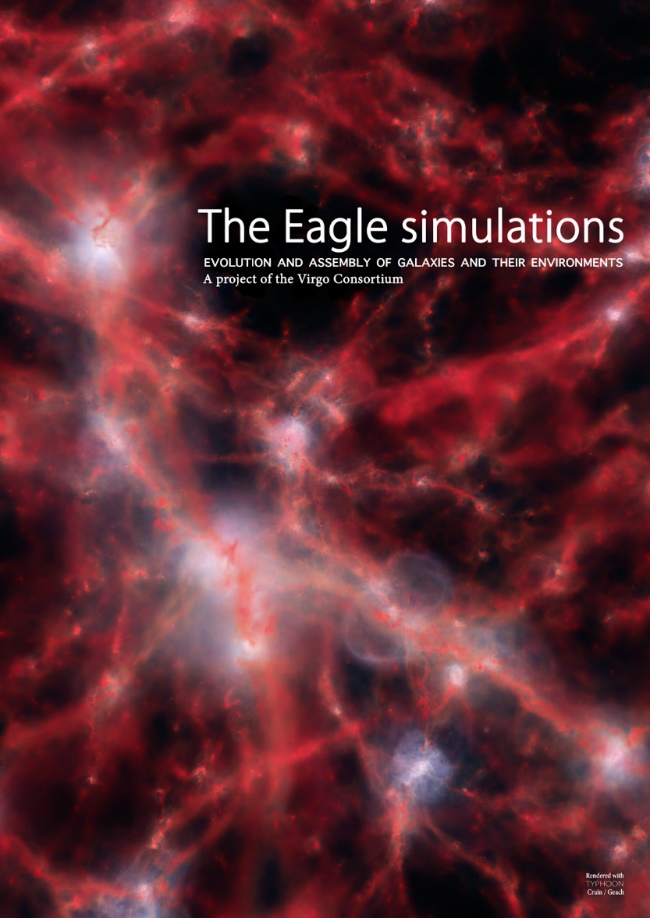 The Eagle simulations
EVOLUTION AND ASSEMBLY OF GALAXIES AND THEIR ENVIRONMENTS
A project of the Virgo Consortium
Rendered with
TYPHOON
Crain / Geach